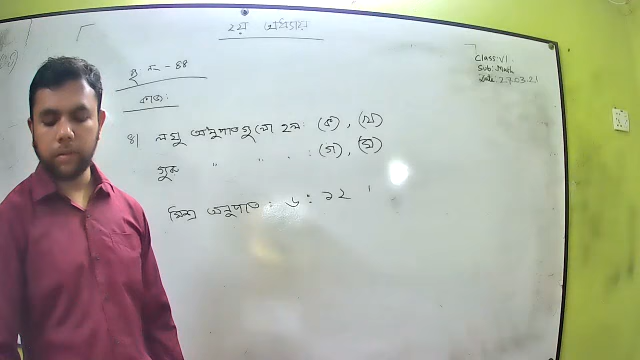 ২য় অধ্যায়
Class: VI
Sub: Math
Date: 27.03.21
পৃ: নং - ৪৪
কাজ:
৪। লঘু অনুপাতগুলো হল: (ক), (খ)
গুরু " " : (গ), (ঘ)
মিশ্র অনুপাত: ৬ : ১২